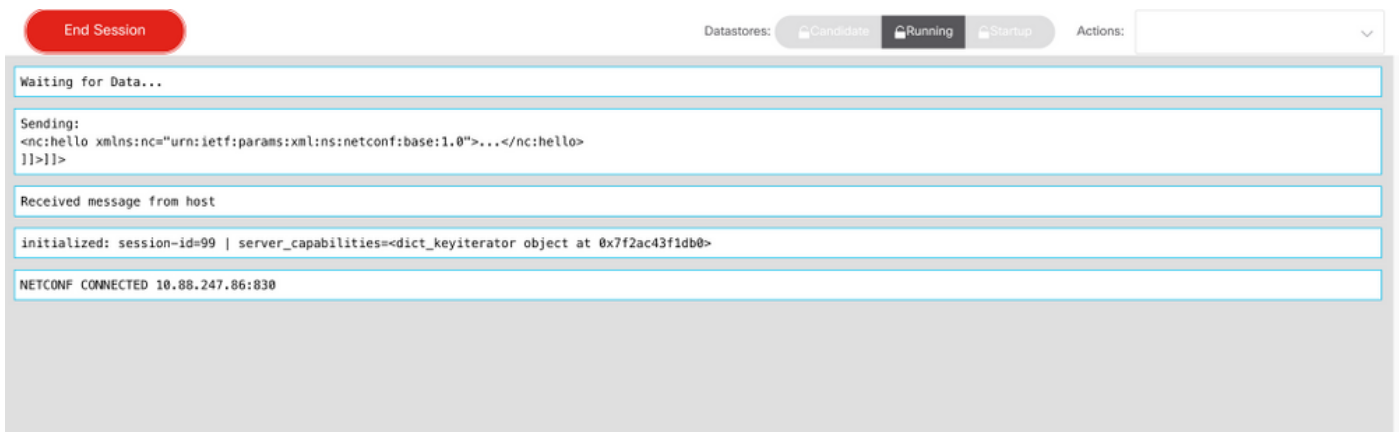 End Session
Datastores: Candidate Running Startup Actions:
Waiting for Data...
Sending:
<nc:hello xmlns:nc="urn:ietf:params:xml:ns:netconf:base:1.0">...</nc:hello>
]]>]]>
Received message from host
initialized: session-id=99 | server_capabilities=<dict_keyiterator object at 0x7f2ac43f1db0>
NETCONF CONNECTED 10.88.247.86:830